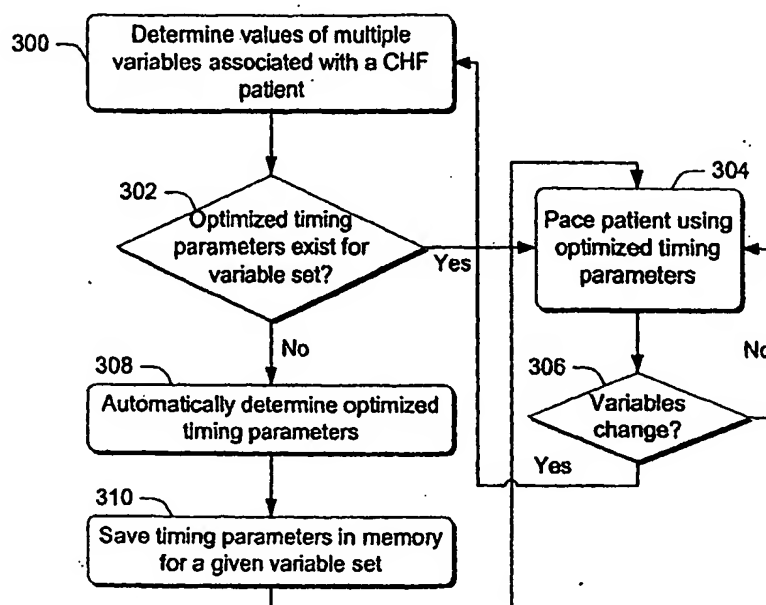 300
Determine values of multiple
variables associated with a CHF
patient
302
Optimized timing
parameters exist for
variable set?
Yes
No
304
Pace patient using
optimized timing
parameters
306
Variables
change?
No
Yes
308
Automatically determine optimized
timing parameters
310
Save timing parameters in memory
for a given variable set